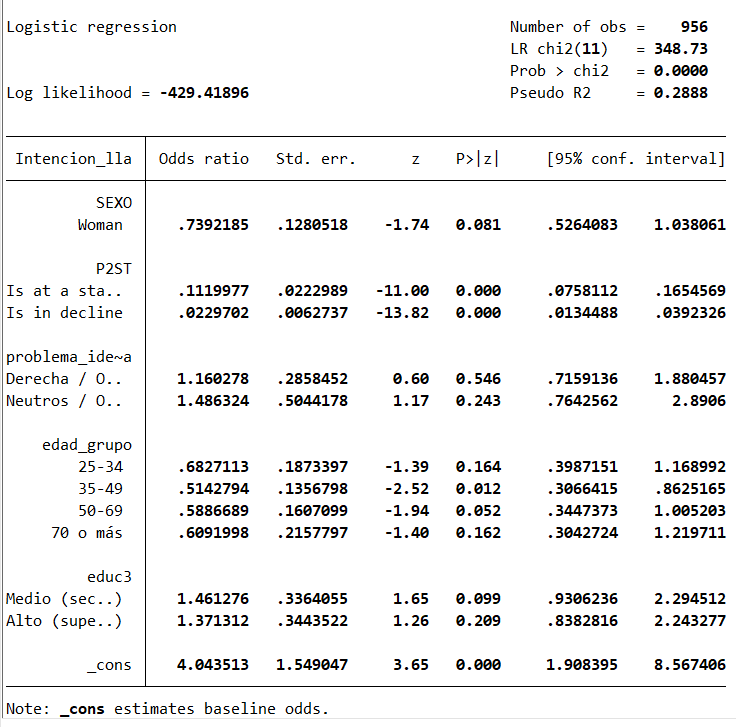 Logistic regression Number of obs = 956
LR chi2(11) = 348.73
Prob > chi2 = 0.0000
Log likelihood = -429.41896 Pseudo R2 = 0.2888
Intencion_lla Odds ratio Std. err. z P>|z| [95% conf. interval]
SEXO
Woman .7392185 .1280518 -1.74 0.081 .5264083 1.038061
P2ST
Is at a sta.. .1119977 .0222989 -11.00 0.000 .0758112 .1654569
Is in decline .0229702 .0062737 -13.82 0.000 .0134488 .0392326
problema_ide~a
Derecha / O.. 1.160278 .2858452 0.60 0.546 .7159136 1.880457
Neutros / O.. 1.486324 .5044178 1.17 0.243 .7642562 2.8906
edad_grupo
25-34 .6827113 .1873397 -1.39 0.164 .3987151 1.168992
35-49 .5142794 .1356798 -2.52 0.012 .3066415 .8625165
50-69 .5886689 .1607099 -1.94 0.052 .3447373 1.005203
70 o más .6091998 .2157797 -1.40 0.162 .3042724 1.219711
educ3
Medio (sec..) 1.461276 .3364055 1.65 0.099 .9306236 2.294512
Alto (supe..) 1.371312 .3443522 1.26 0.209 .8382816 2.243277
_cons 4.043513 1.549047 3.65 0.000 1.908395 8.567406
Note: _cons estimates baseline odds.